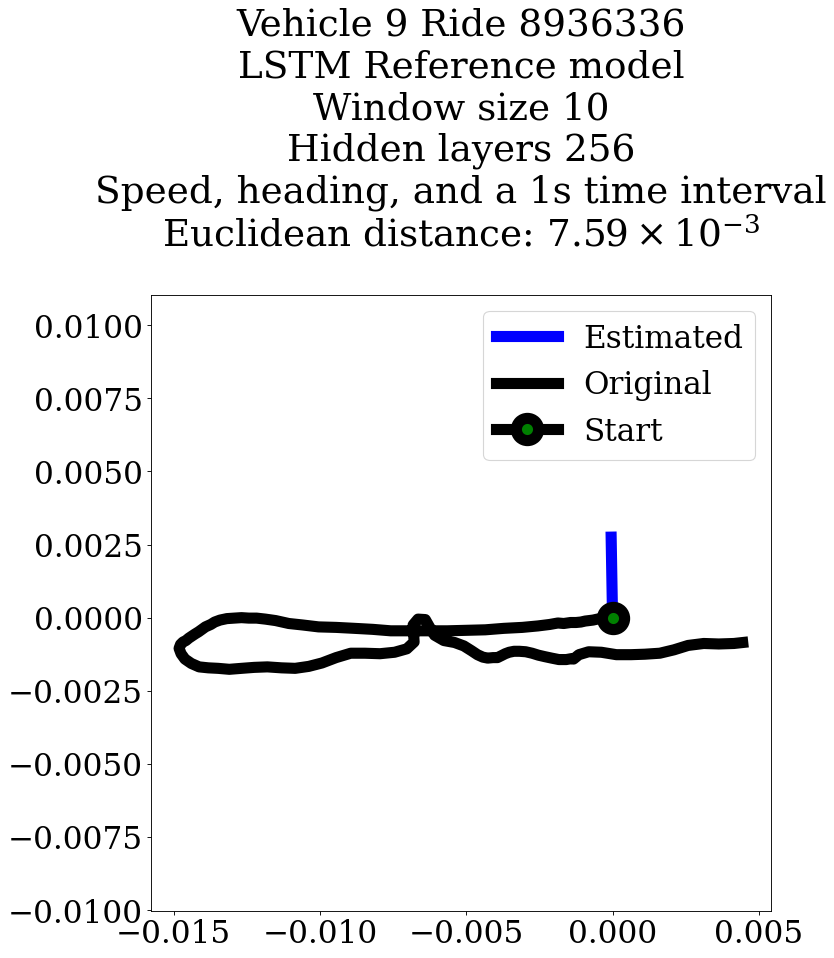 Vehicle 9 Ride 8936336
LSTM Reference model
Window size 10
Hidden layers 256
Speed, heading, and a 1s time interval
Euclidean distance: 7.59 × 10⁻³
Estimated
Original
Start
0.0100
0.0075
0.0050
0.0025
0.0000
−0.0025
−0.0050
−0.0075
−0.0100
−0.015 −0.010 −0.005 0.000 0.005